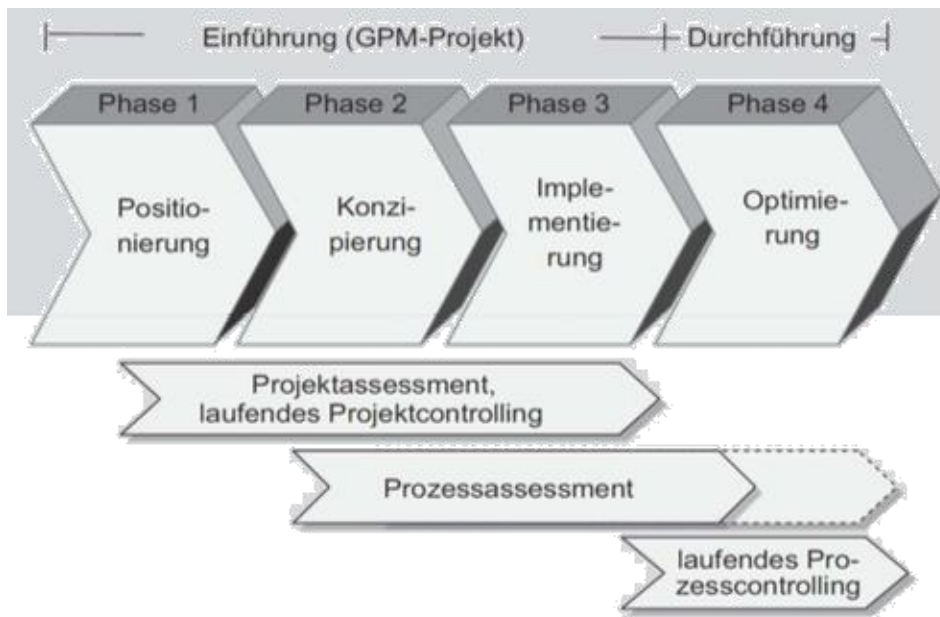 Einführung (GPM-Projekt) Durchführung
Phase 1 Phase 2 Phase 3 Phase 4
Positio-
nierung
Konzi-
pierung
Imple-
mentie-
rung
Optimie-
rung
Projektassessment,
laufendes Projektcontrolling
Prozessassessment
laufendes Pro-
zesscontrolling